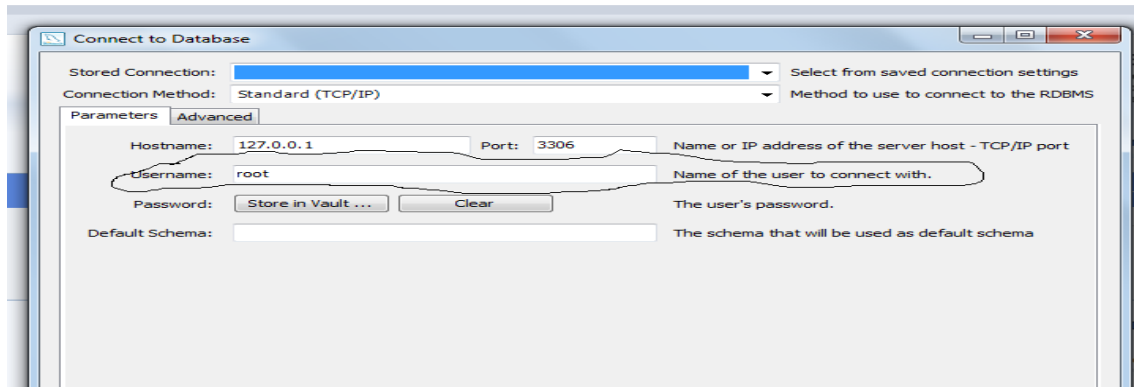 Connect to Database
Stored Connection: Select from saved connection settings
Connection Method: Standard (TCP/IP) Method to use to connect to the RDBMS
Parameters Advanced
Hostname: 127.0.0.1 Port: 3306 Name or IP address of the server host - TCP/IP port
Username: root Name of the user to connect with.
Password: Store in Vault ... Clear The user's password.
Default Schema: The schema that will be used as default schema